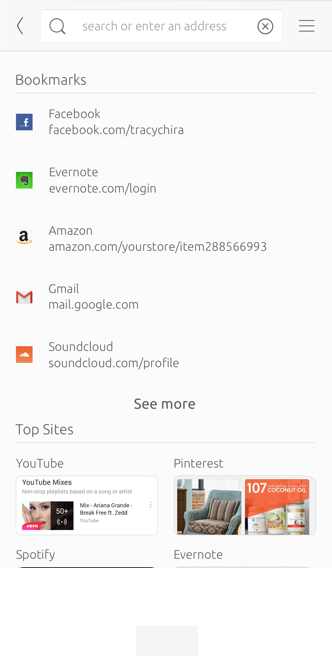 search or enter an address
Bookmarks
Facebook
facebook.com/tracychira
Evernote
evernote.com/login
Amazon
amazon.com/yourstore/item288566993
Gmail
mail.google.com
Soundcloud
soundcloud.com/profile
See more
Top Sites
YouTube
Pinterest
YouTube Mixes
Non-stop playlists based on a song or artist
50+
Mix - Ariana Grande -
Break Free ft. Zedd
YouTube
vevo
107
COCONUT OIL
Spotify
Evernote